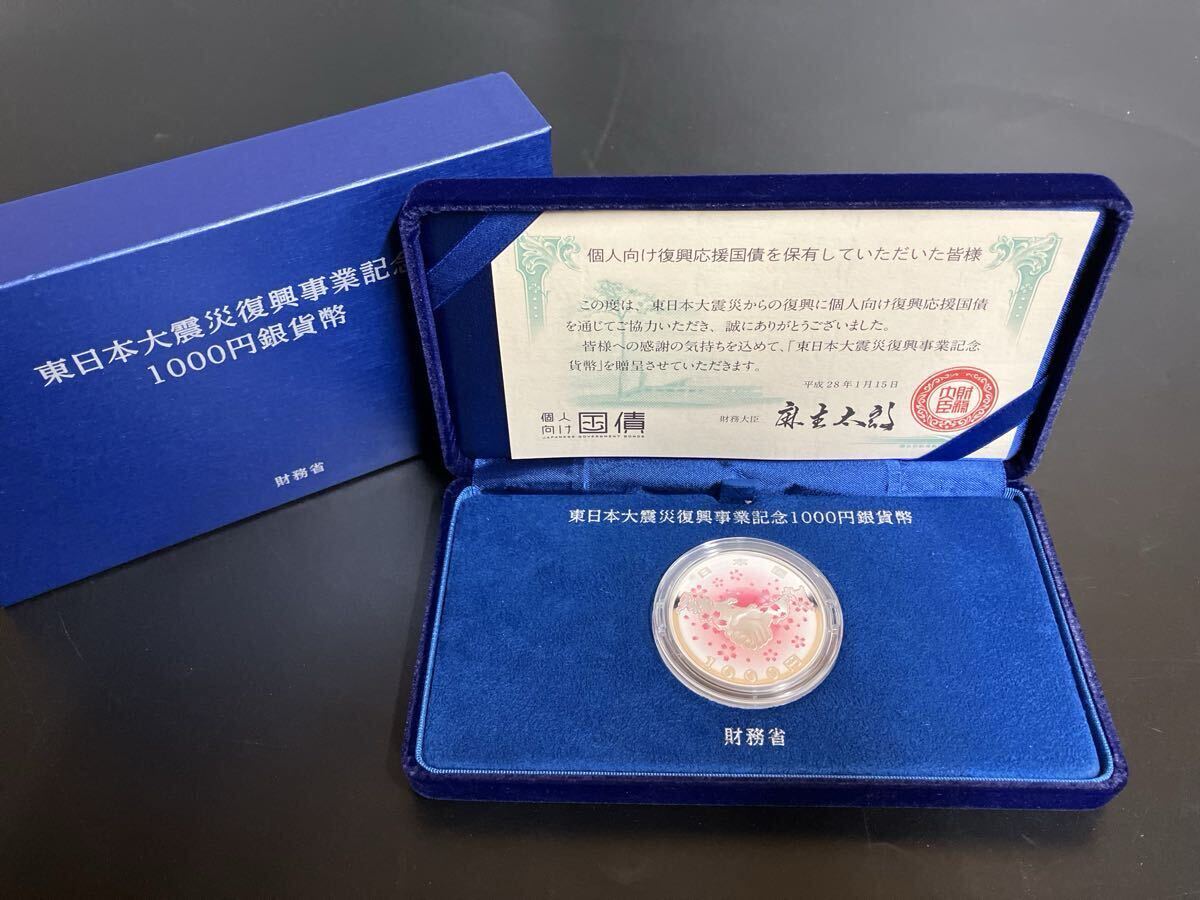 東日本大震災復興事業記念
1000円銀貨幣
財務省
個人向け復興応援国債を保有していただいた皆様
この度は、東日本大震災からの復興に個人向け復興応援国債
を通じてご協力いただき、誠にありがとうございました。
皆様への感謝の気持ちを込めて、「東日本大震災復興事業記念
貨幣」を贈呈させていただきます。
平成28年1月15日
財務大臣 麻生太郎
個人向け国債
JAPANESE GOVERNMENT BONDS
東日本大震災復興事業記念1000円銀貨幣
日本国
1000円
財務省